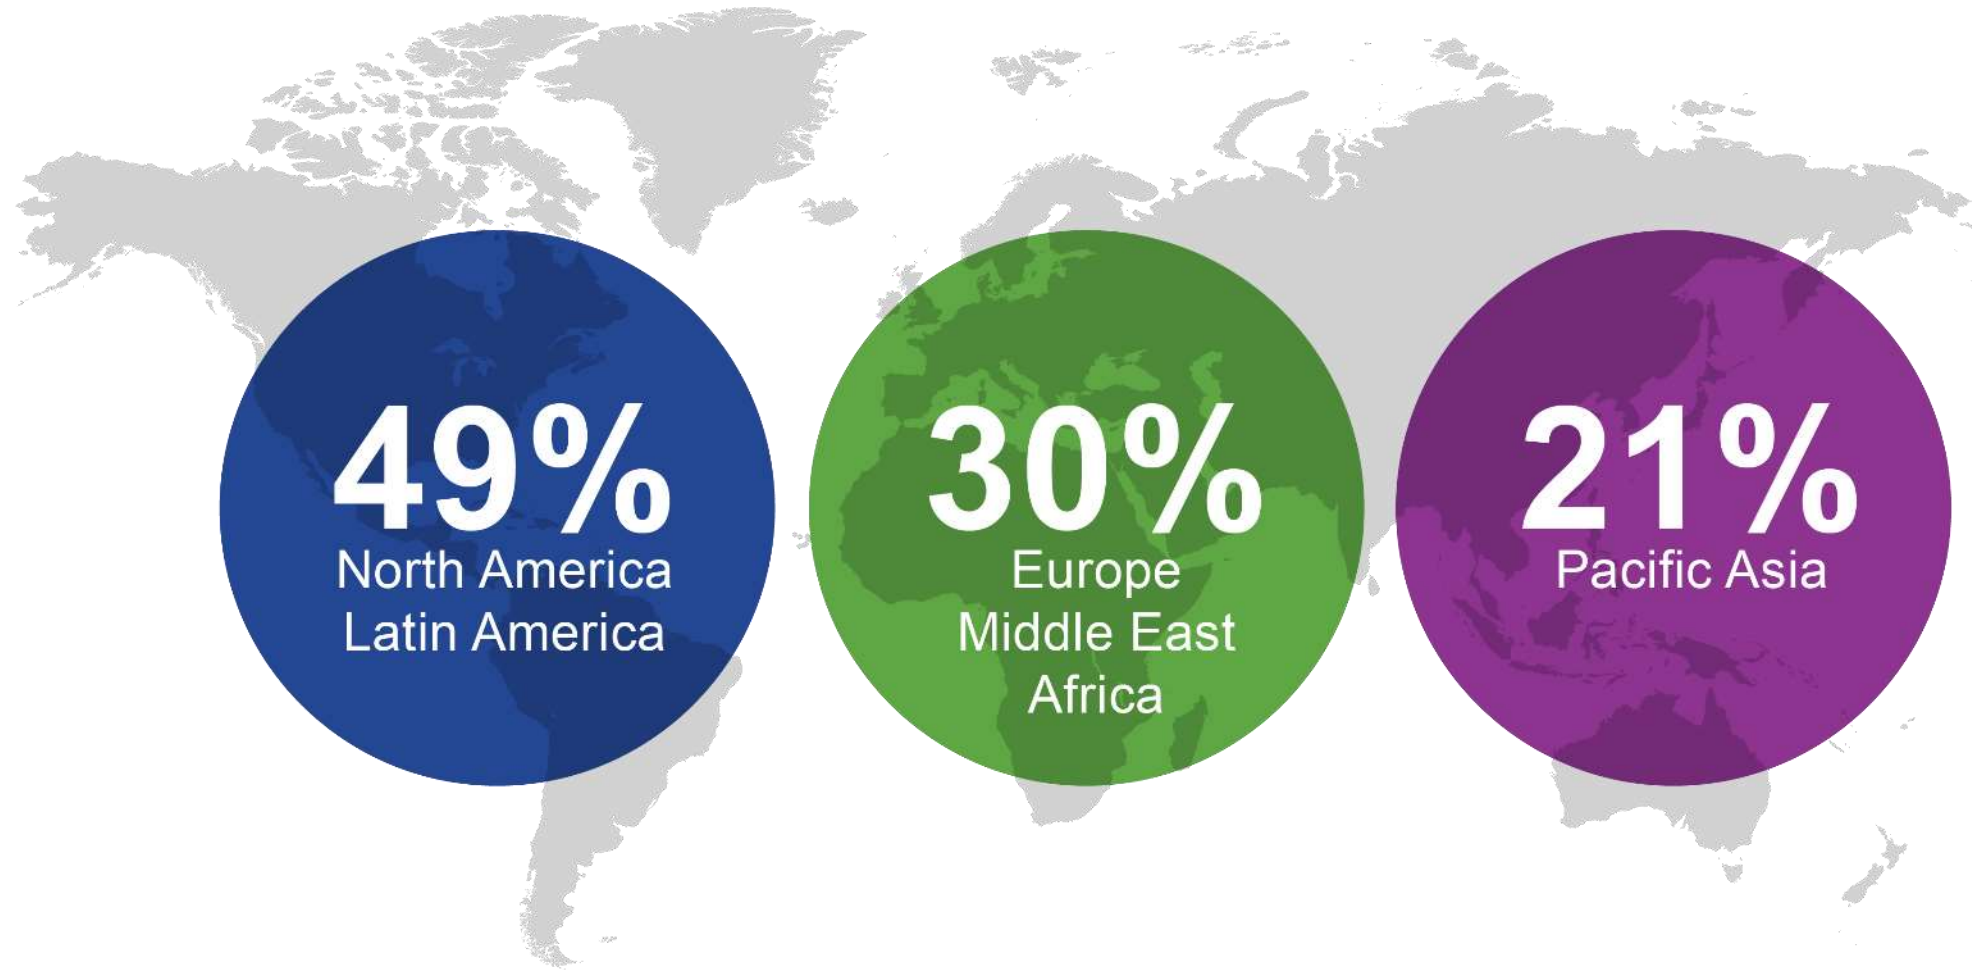 49%
North America
Latin America
30%
Europe
Middle East
Africa
21%
Pacific Asia